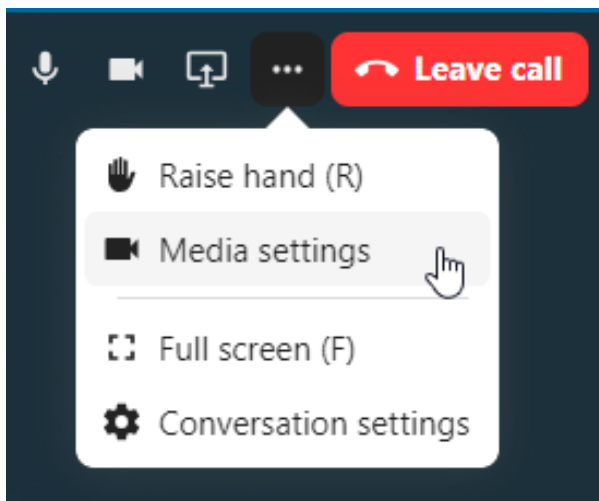 Leave call
Raise hand (R)
Media settings
Full screen (F)
Conversation settings